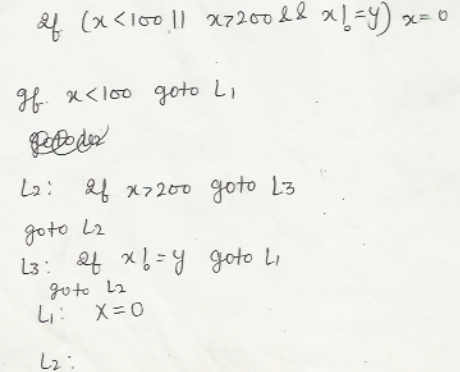 if (x<100 || x>200 && x!=y) x=0
if x<100 goto L1
L2: if x>200 goto L3
goto L2
L3: if x!=y goto L1
goto L2
L1: x=0
L2: